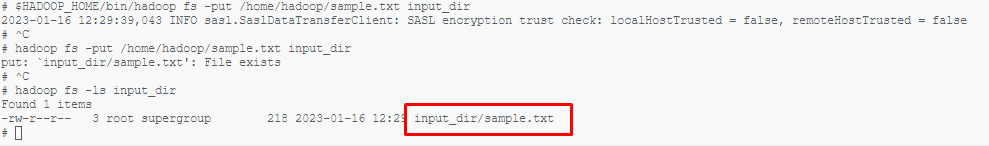 # $HADOOP_HOME/bin/hadoop fs -put /home/hadoop/sample.txt input_dir
2023-01-16 12:29:39,043 INFO sasl.SaslDataTransferClient: SASL encryption trust check: localHostTrusted = false, remoteHostTrusted = false
# ^C
# hadoop fs -put /home/hadoop/sample.txt input_dir
put: `input_dir/sample.txt': File exists
# ^C
# hadoop fs -ls input_dir
Found 1 items
-rw-r--r--   3 root supergroup        218 2023-01-16 12:29 input_dir/sample.txt
#